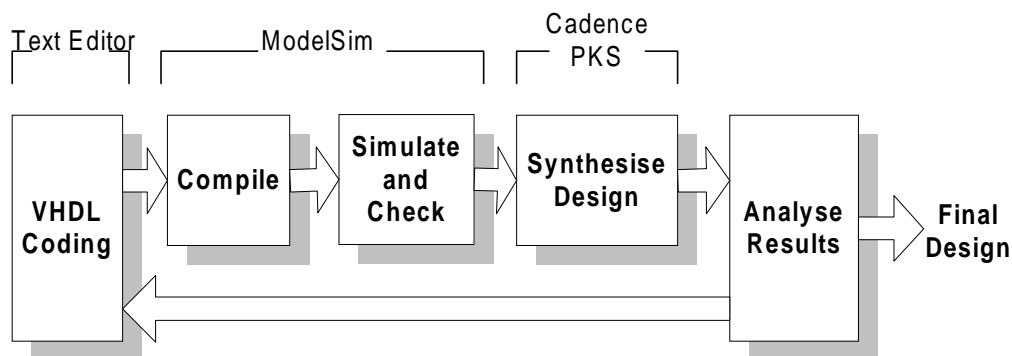 Text Editor
ModelSim
Cadence
PKS
VHDL
Coding
Compile
Simulate
and
Check
Synthesise
Design
Analyse
Results
Final
Design